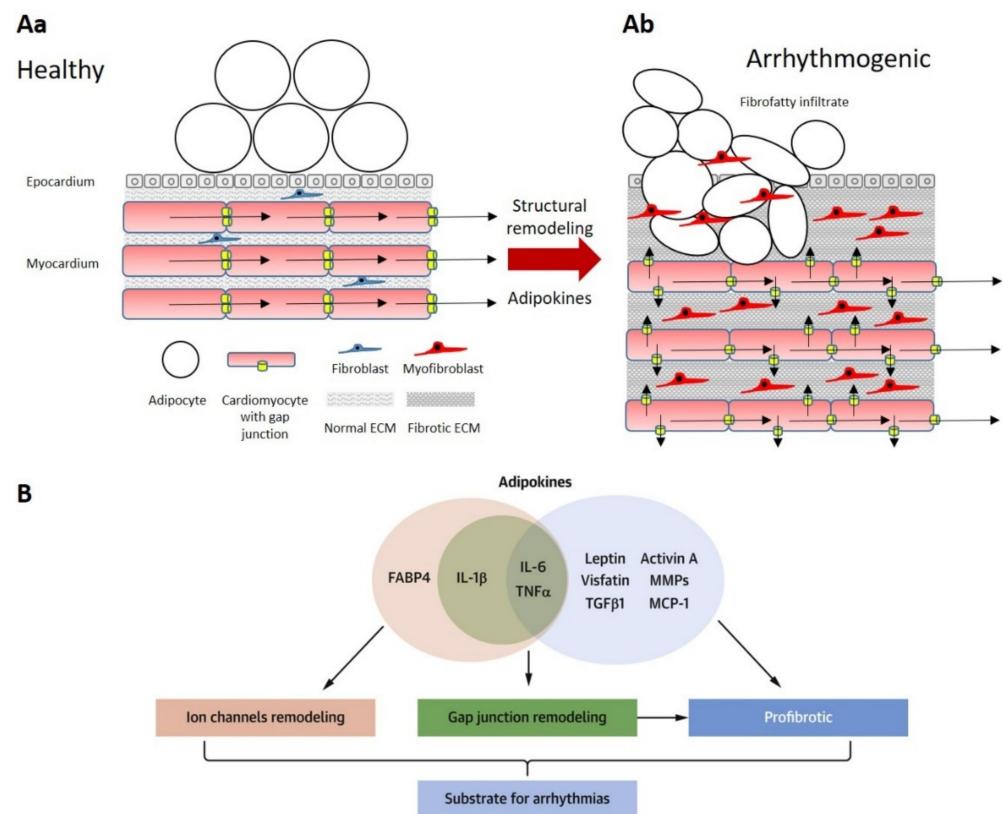 Aa
Healthy
Epocardium
Myocardium
Structural
remodeling
Adipokines
Ab
Arrhythmogenic
Fibrofatty infiltrate
Adipocyte
Cardiomyocyte
with gap
junction
Fibroblast
Myofibroblast
Normal ECM
Fibrotic ECM
B
Adipokines
FABP4
IL-1β
IL-6
TNFα
Leptin
Visfatin
TGFβ1
Activin A
MMPs
MCP-1
Ion channels remodeling
Gap junction remodeling
Profibrotic
Substrate for arrhythmias